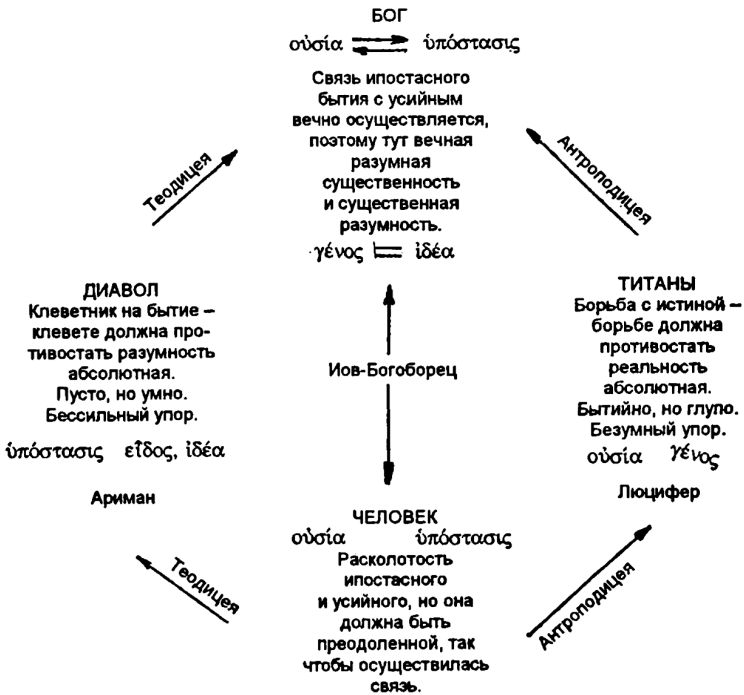 БОГ
οὐσία ὑπόστασις
Связь ипостасного
бытия с усийным
вечно осуществляется,
поэтому тут вечная
разумная
существенность
и существенная
разумность.
γένος ἰδέα
Теодицея
Антроподицея
ДИАВОЛ
Клеветник на бытие –
клевете должна про-
тивостать разумность
абсолютная.
Пусто, но умно.
Бессильный упор.
ὑπόστασις εἶδος, ἰδέα
Ариман
Иов-Богоборец
ТИТАНЫ
Борьба с истиной –
борьбе должна
противостать
реальность
абсолютная.
Бытийно, но глупо.
Безумный упор.
οὐσία γένος
Люцифер
ЧЕЛОВЕК
οὐσία ὑπόστασις
Расколотость
ипостасного
и усийного, но она
должна быть
преодоленной, так
чтобы осуществилась
связь.
Теодицея
Антроподицея